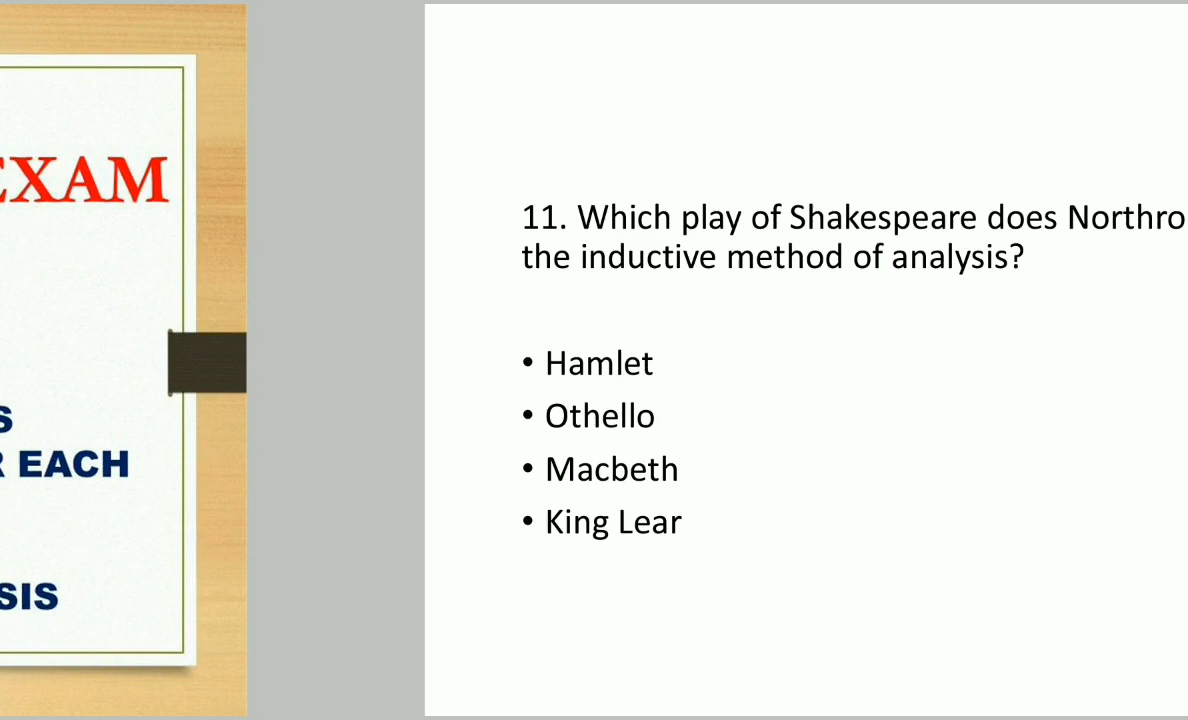 EXAM
S
R EACH
SIS
11. Which play of Shakespeare does Northro
the inductive method of analysis?
• Hamlet
• Othello
• Macbeth
• King Lear